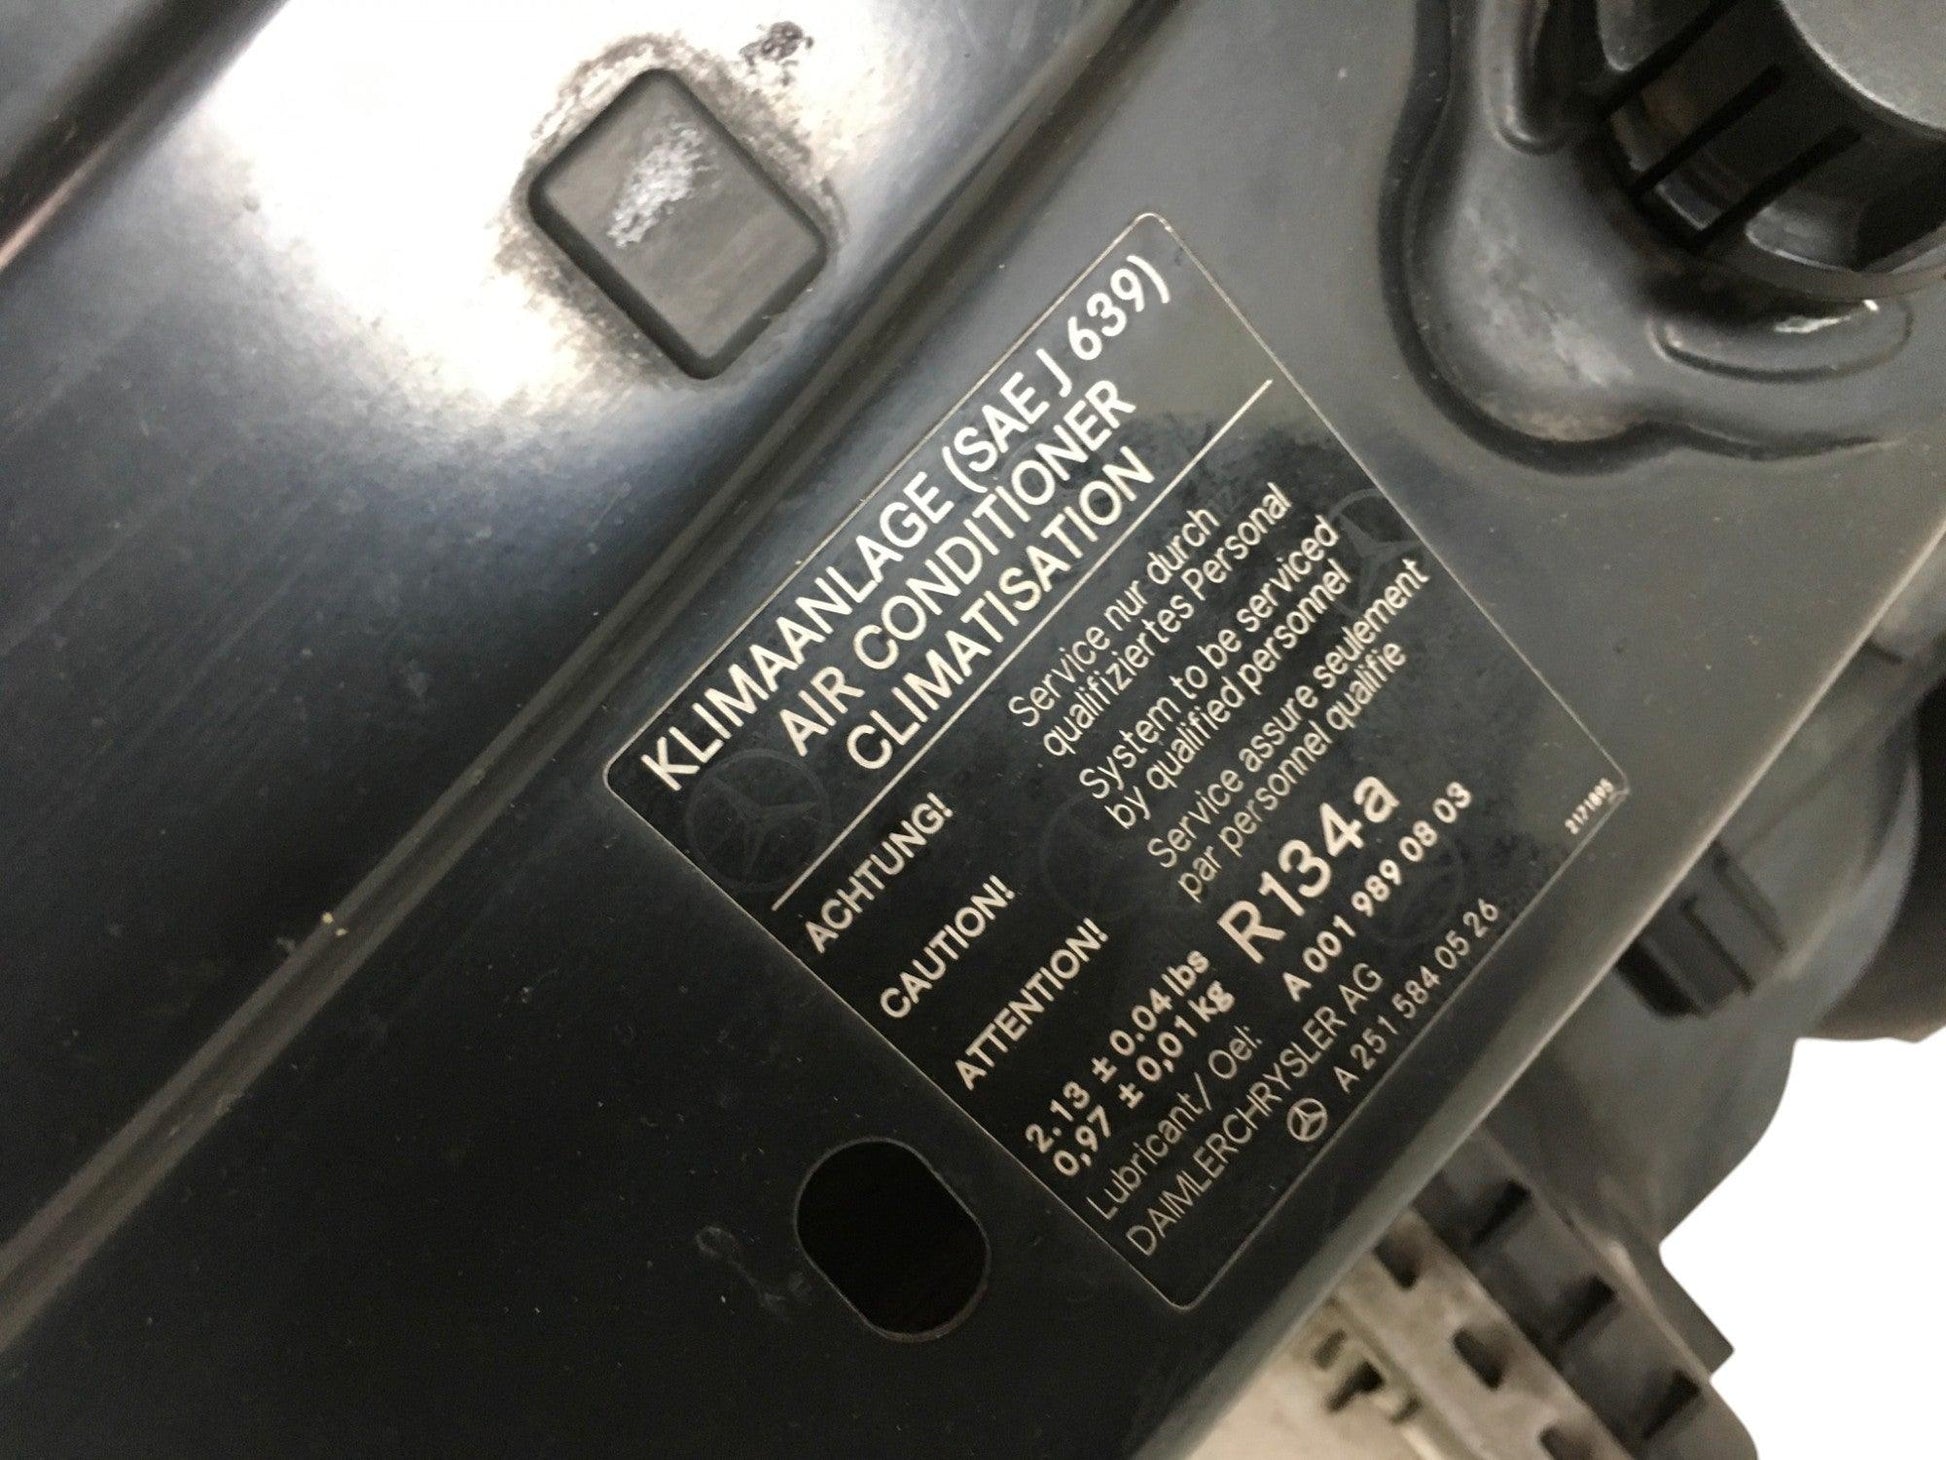 KLIMAANLAGE (SAE J 639)
AIR CONDITIONER
CLIMATISATION
ACHTUNG! Service nur durch
qualifiziertes Personal
CAUTION! System to be serviced
by qualified personnel
ATTENTION! Service assure seulement
par personnel qualifie
2.13 ± 0.04 lbs
0,97 ± 0,01 kg
R 134a
Lubricant / Oel: A 001 989 08 03
DAIMLERCHRYSLER AG
A 251 584 05 26
2171695